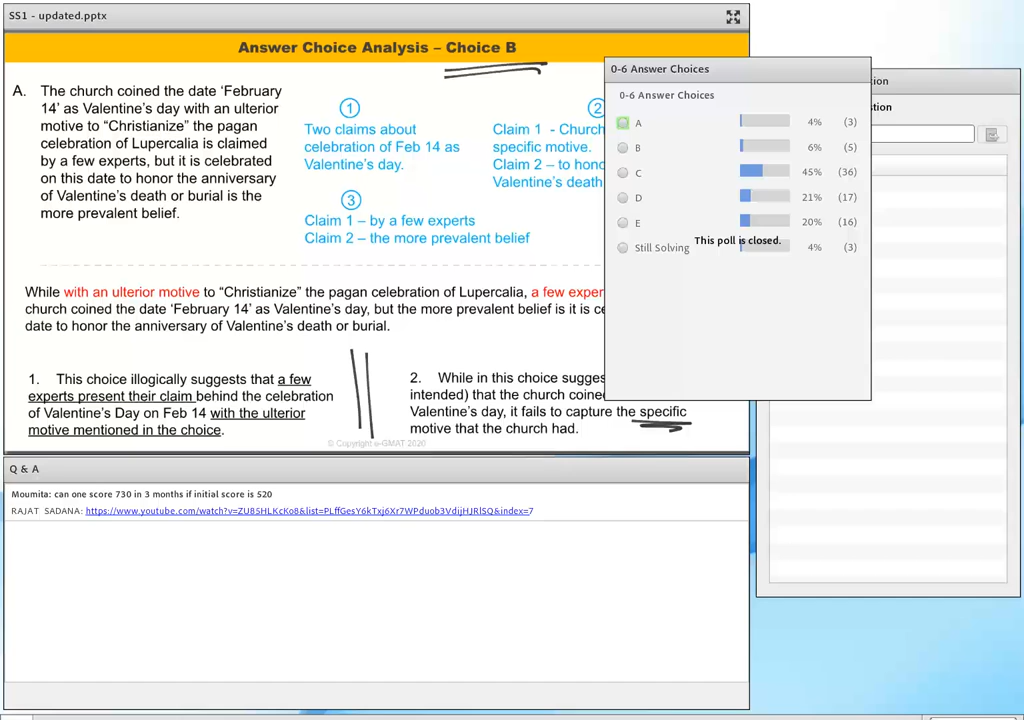 SS1 - updated.pptx
Answer Choice Analysis – Choice B
A. The church coined the date ‘February
14’ as Valentine’s day with an ulterior
motive to “Christianize” the pagan
celebration of Lupercalia is claimed
by a few experts, but it is celebrated
on this date to honor the anniversary
of Valentine’s death or burial is the
more prevalent belief.
1
Two claims about
celebration of Feb 14 as
Valentine’s day.
2
Claim 1 - Church
specific motive.
Claim 2 – to hono
Valentine’s death
3
Claim 1 – by a few experts
Claim 2 – the more prevalent belief
While with an ulterior motive to “Christianize” the pagan celebration of Lupercalia, a few exper
church coined the date ‘February 14’ as Valentine’s day, but the more prevalent belief is it is ce
date to honor the anniversary of Valentine’s death or burial.
1. This choice illogically suggests that a few
experts present their claim behind the celebration
of Valentine’s Day on Feb 14 with the ulterior
motive mentioned in the choice.
2. While in this choice sugges
intended) that the church coine
Valentine’s day, it fails to capture the specific
motive that the church had.
© Copyright e-GMAT 2020
0-6 Answer Choices
0-6 Answer Choices
A 4% (3)
B 6% (5)
C 45% (36)
D 21% (17)
E 20% (16)
Still Solving 4% (3)
This poll is closed.
ion
stion
Q & A
Moumita: can one score 730 in 3 months if initial score is 520
RAJAT SADANA: https://www.youtube.com/watch?v=ZUBSHLKcKo8&list=PLffGesY6kTxj6Xr7WPduob3VdijHJRlSQ&index=7